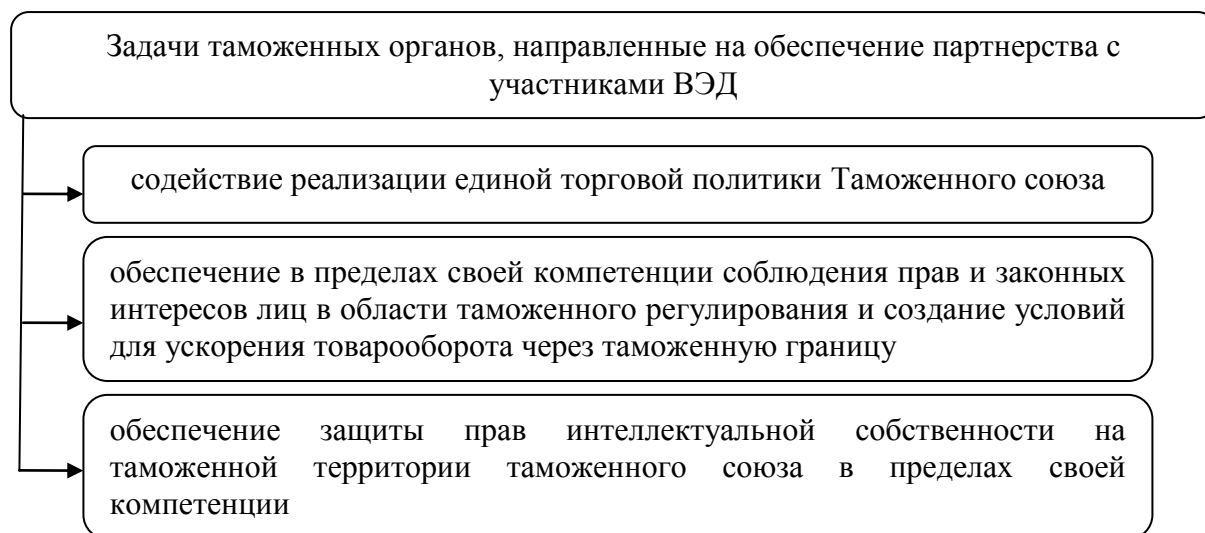 Задачи таможенных органов, направленные на обеспечение партнерства с
участниками ВЭД
содействие реализации единой торговой политики Таможенного союза
обеспечение в пределах своей компетенции соблюдения прав и законных
интересов лиц в области таможенного регулирования и создание условий
для ускорения товарооборота через таможенную границу
обеспечение защиты прав интеллектуальной собственности на
таможенной территории таможенного союза в пределах своей
компетенции